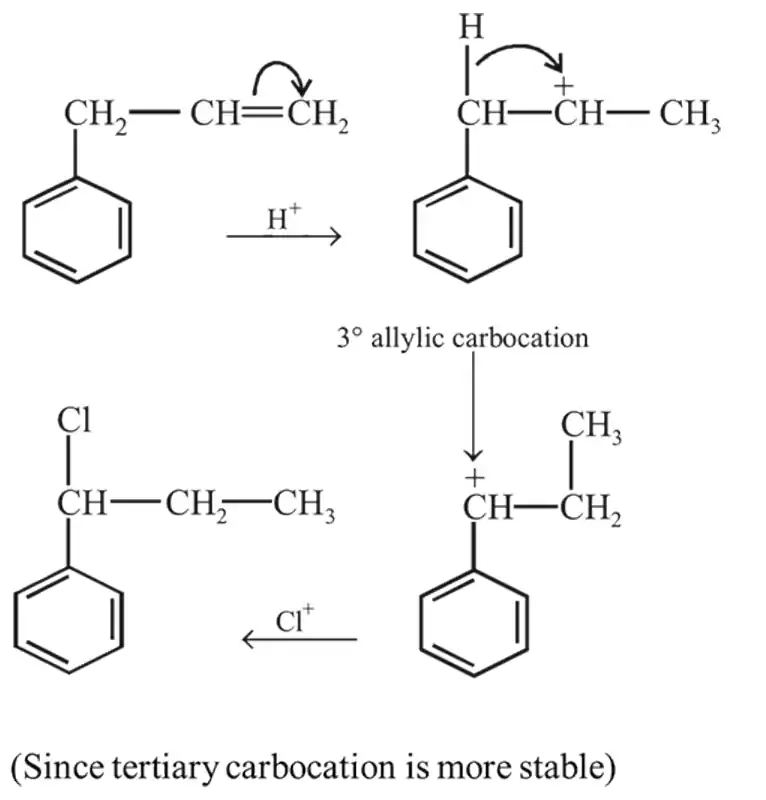 H
CH₂—CH=CH₂
CH—CH—CH₃
+
H⁺
3° allylic carbocation
Cl
CH₃
+
CH—CH₂—CH₃
CH—CH₂
Cl⁺
(Since tertiary carbocation is more stable)